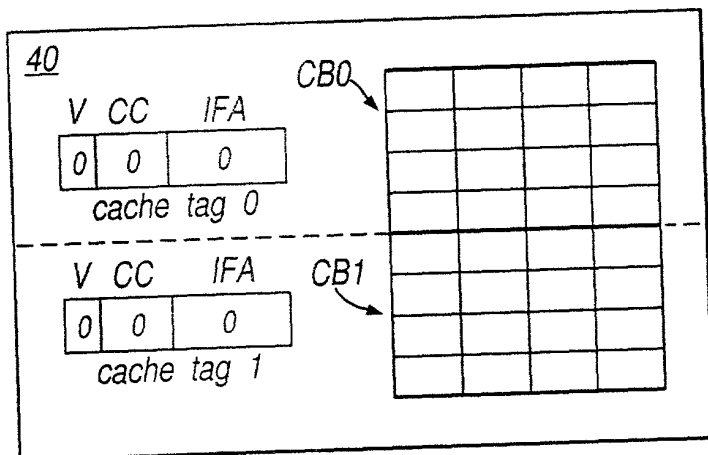 40
CB0
V CC IFA
0 0 0
cache tag 0
V CC IFA
CB1
0 0 0
cache tag 1